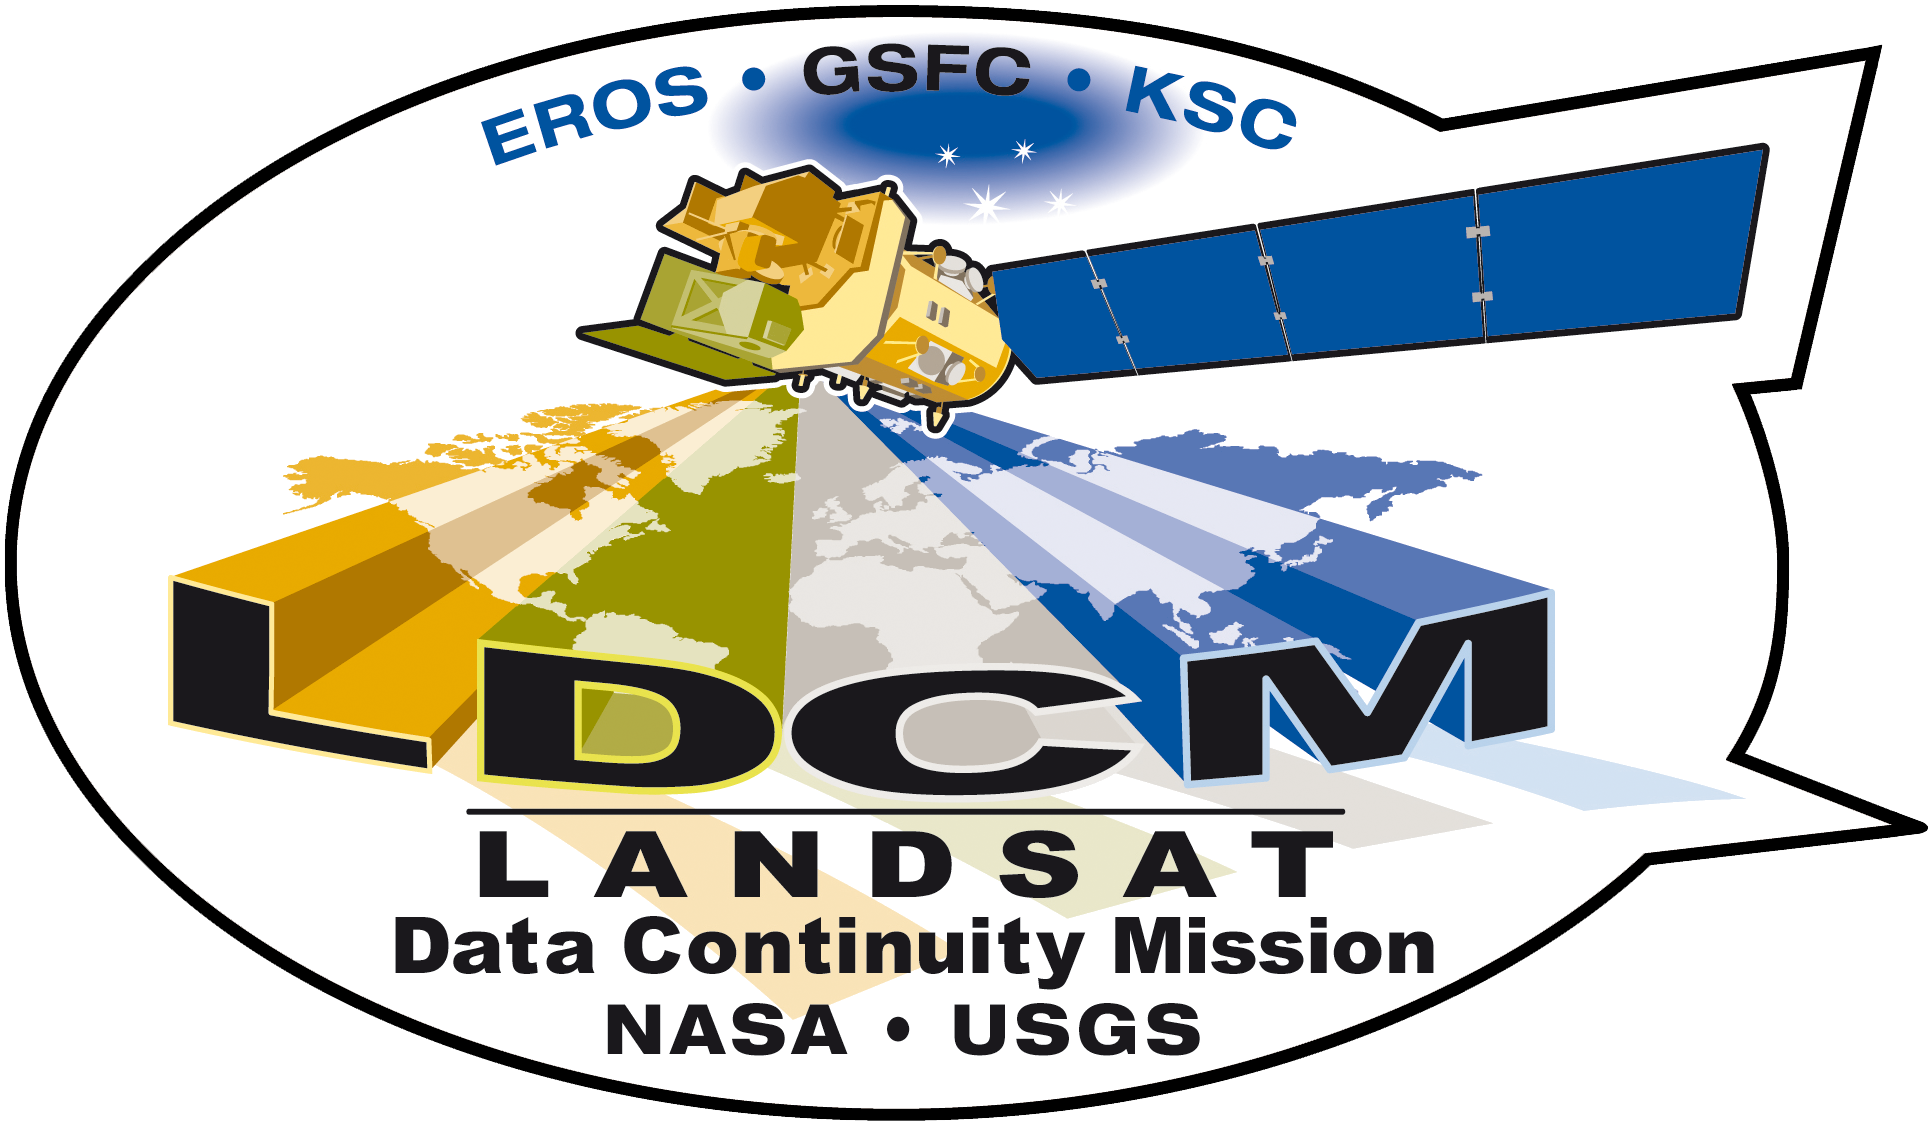 EROS • GSFC • KSC
LDCM
LANDSAT
Data Continuity Mission
NASA • USGS